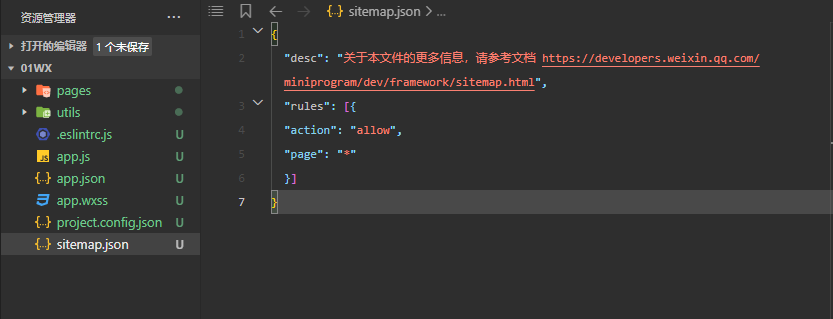 资源管理器 ···
打开的编辑器 1 个未保存
01WX
pages
utils
.eslintrc.js U
app.js U
app.json U
app.wxss U
project.config.json U
sitemap.json U
{..} sitemap.json > ...
1 {
2 "desc": "关于本文件的更多信息，请参考文档 https://developers.weixin.qq.com/
miniprogram/dev/framework/sitemap.html",
3 "rules": [{
4 "action": "allow",
5 "page": "*"
6 }]
7 }